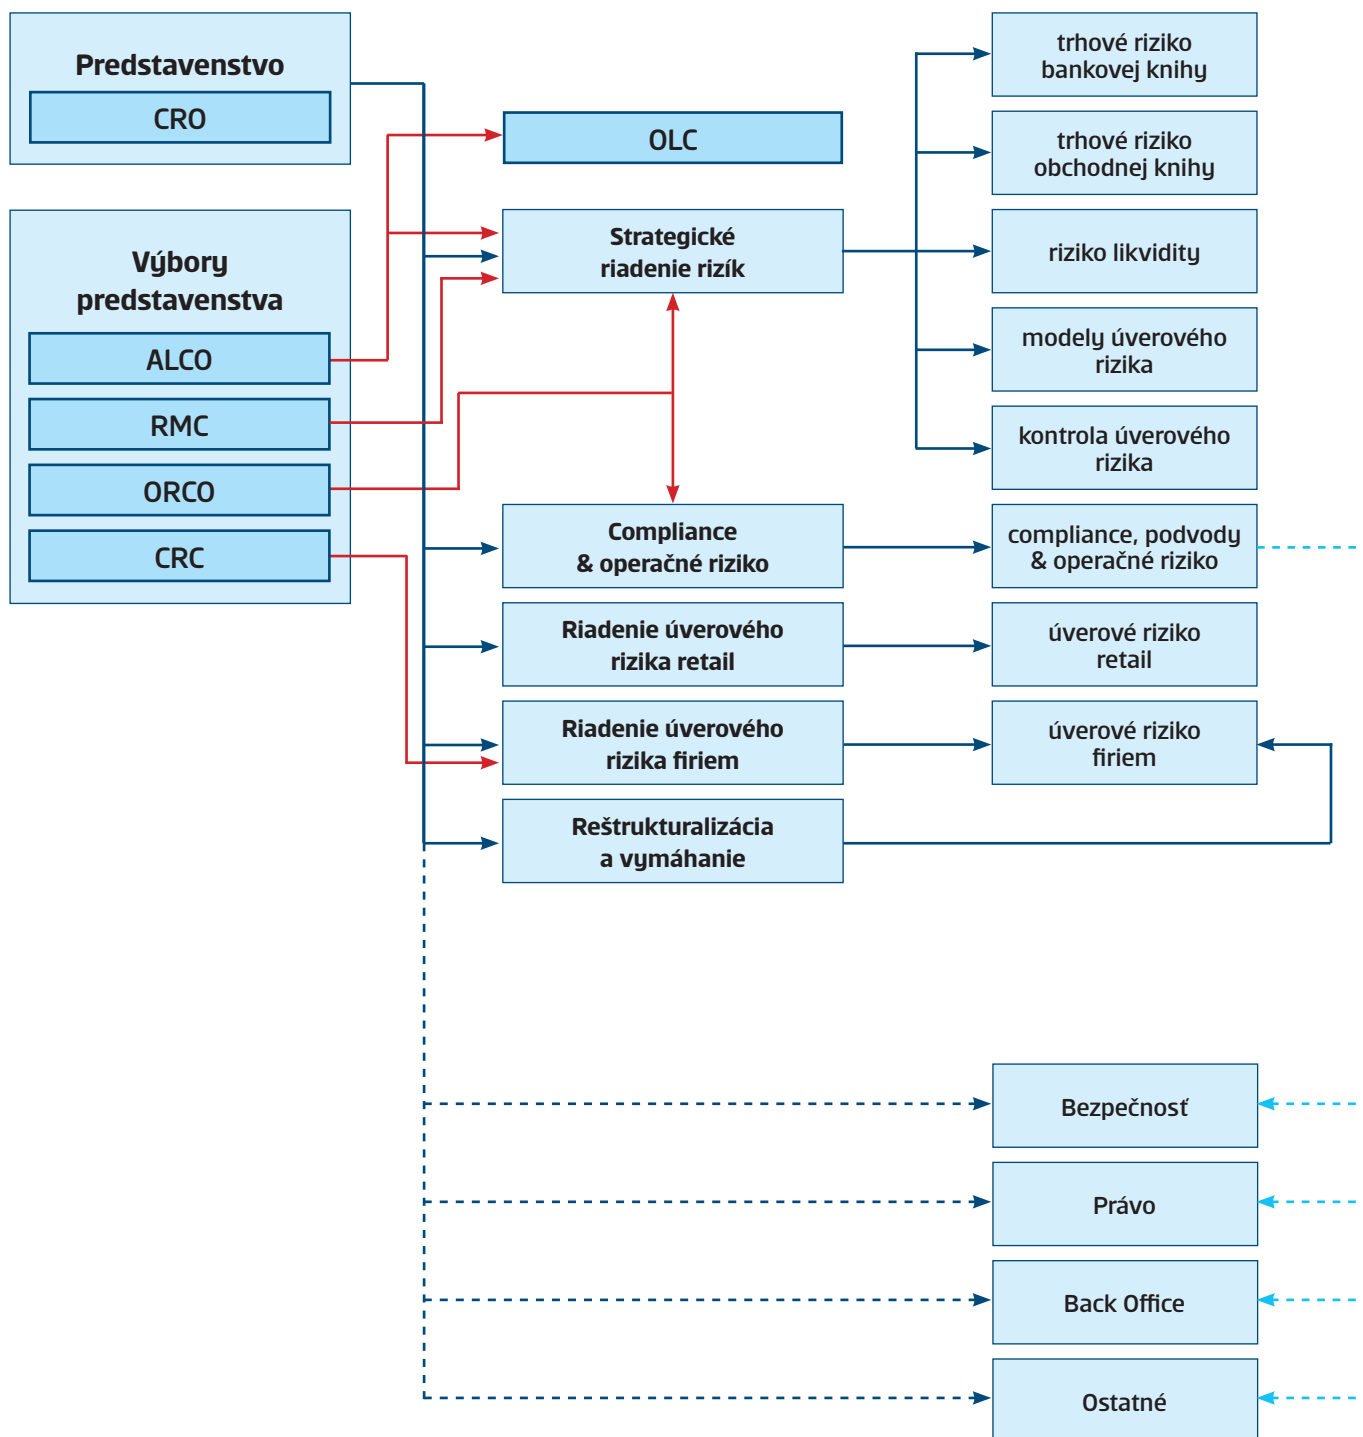 Predstavenstvo
CRO
Výbory
predstavenstva
ALCO
RMC
ORCO
CRC
OLC
Strategické
riadenie rizík
Compliance
& operačné riziko
Riadenie úverového
rizika retail
Riadenie úverového
rizika firiem
Reštrukturalizácia
a vymáhanie
trhové riziko
bankovej knihy
trhové riziko
obchodnej knihy
riziko likvidity
modely úverového
rizika
kontrola úverového
rizika
compliance, podvody
& operačné riziko
úverové riziko
retail
úverové riziko
firiem
Bezpečnosť
Právo
Back Office
Ostatné